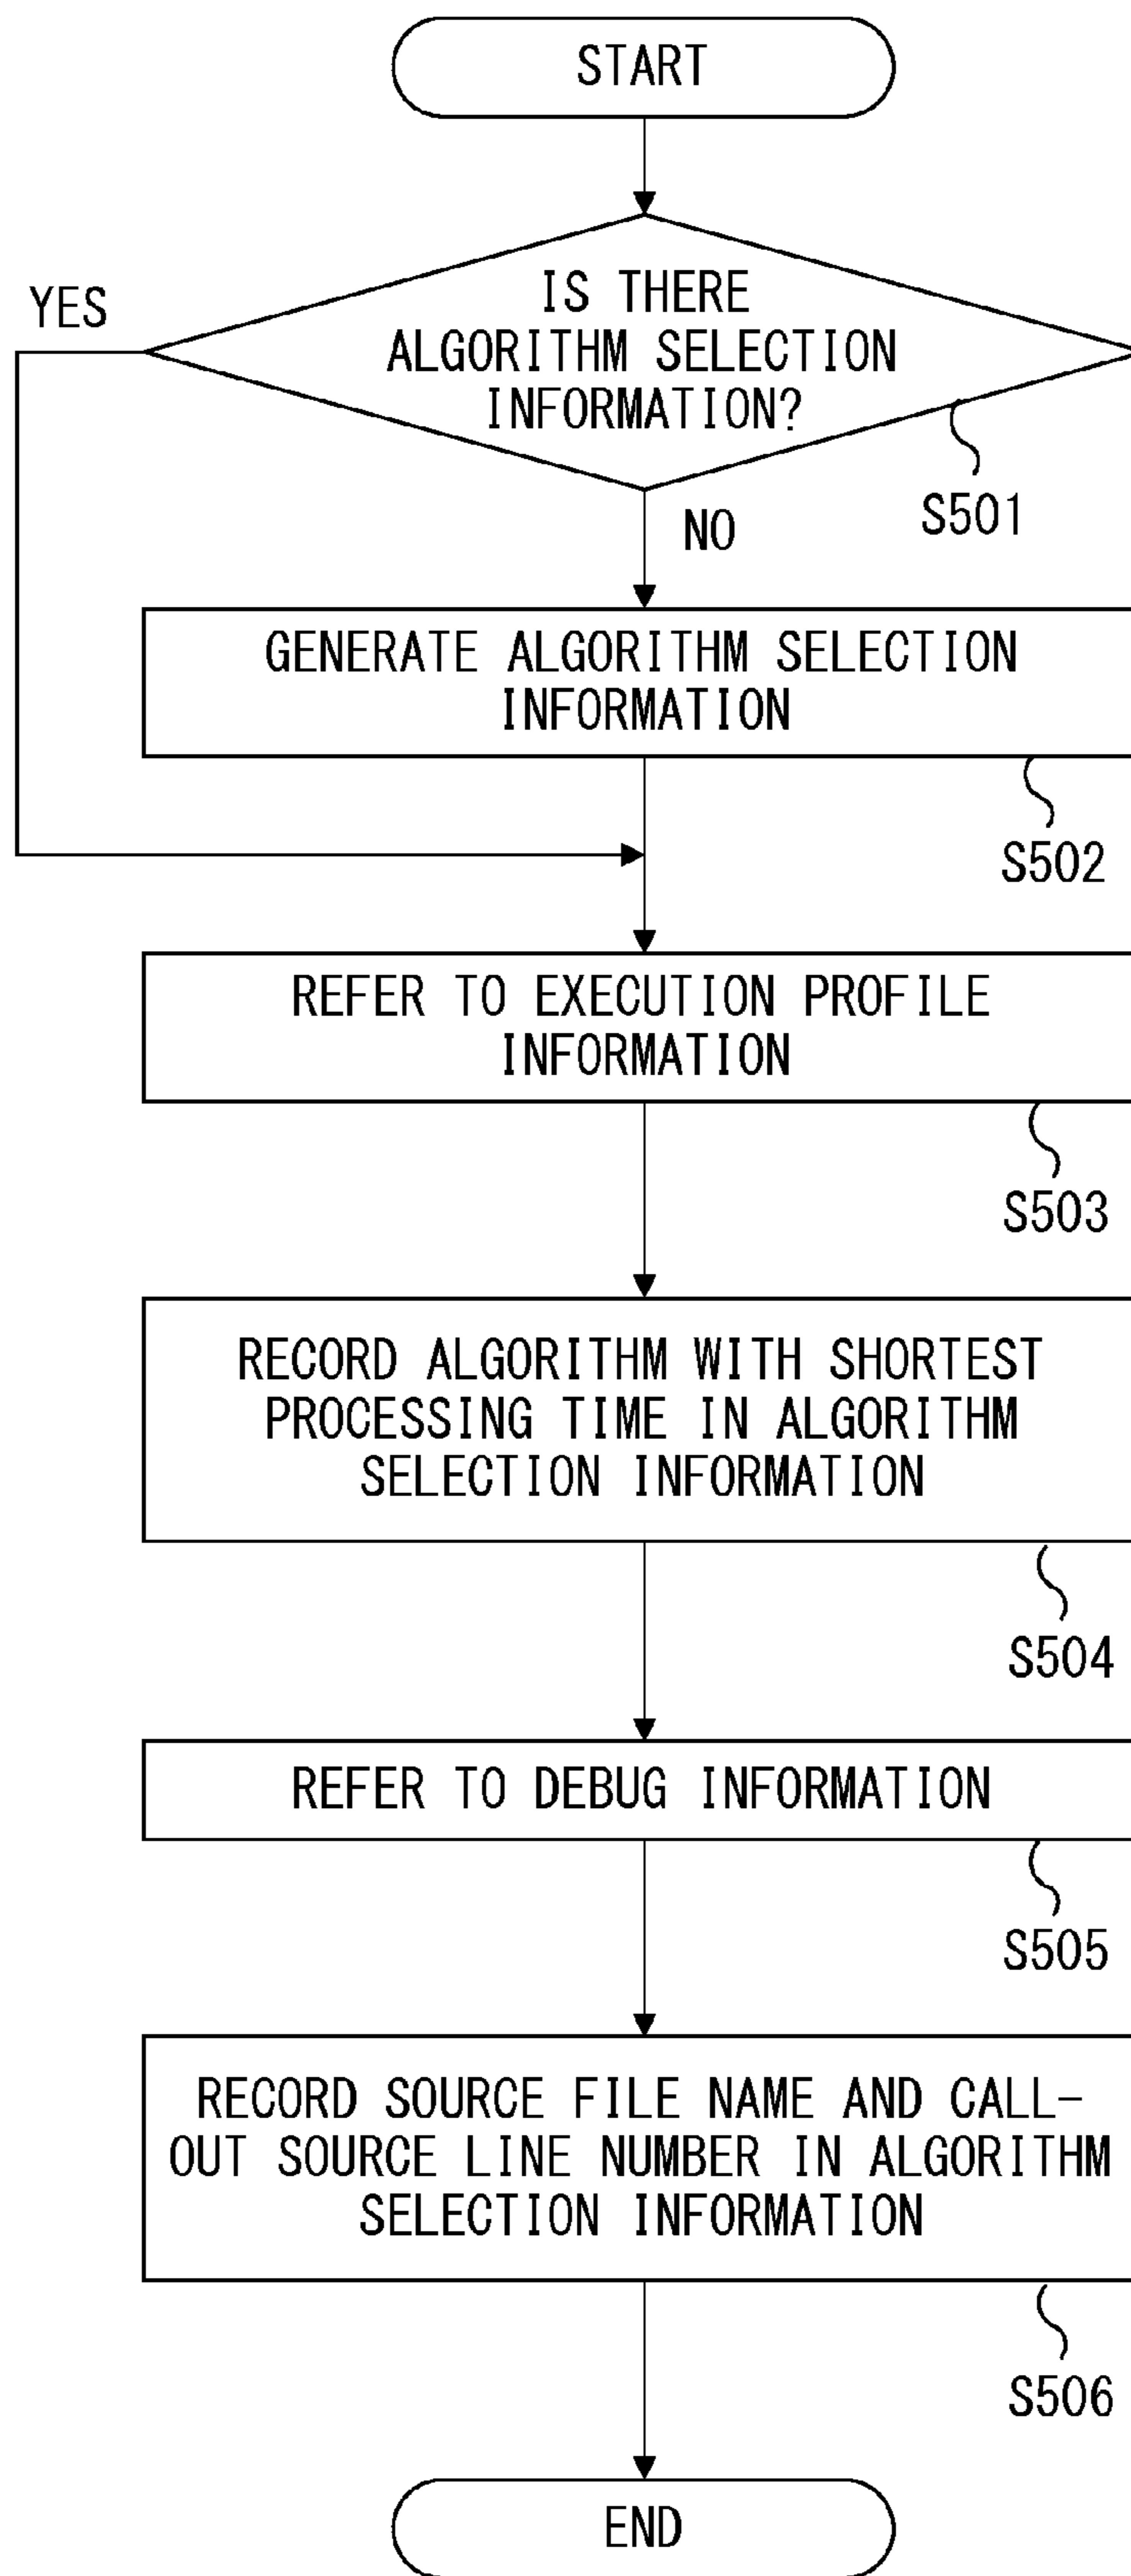 START
IS THERE
ALGORITHM SELECTION
INFORMATION?
YES
S501
NO
GENERATE ALGORITHM SELECTION
INFORMATION
S502
REFER TO EXECUTION PROFILE
INFORMATION
S503
RECORD ALGORITHM WITH SHORTEST
PROCESSING TIME IN ALGORITHM
SELECTION INFORMATION
S504
REFER TO DEBUG INFORMATION
S505
RECORD SOURCE FILE NAME AND CALL-
OUT SOURCE LINE NUMBER IN ALGORITHM
SELECTION INFORMATION
S506
END